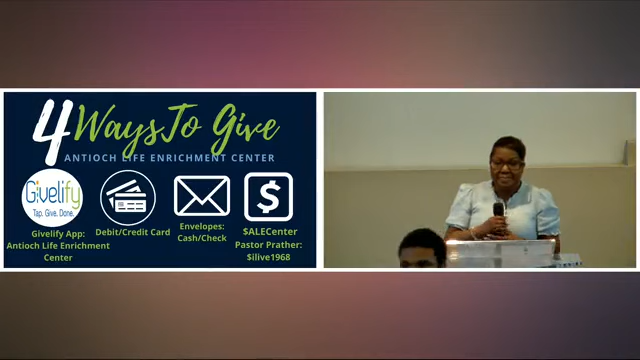 4 Ways To Give
ANTIOCH LIFE ENRICHMENT CENTER
Givelify
Tap. Give. Done.
Givelify App:
Antioch Life Enrichment
Center
Debit/Credit Card
Envelopes:
Cash/Check
$
$ALECenter
Pastor Prather:
$ilive1968